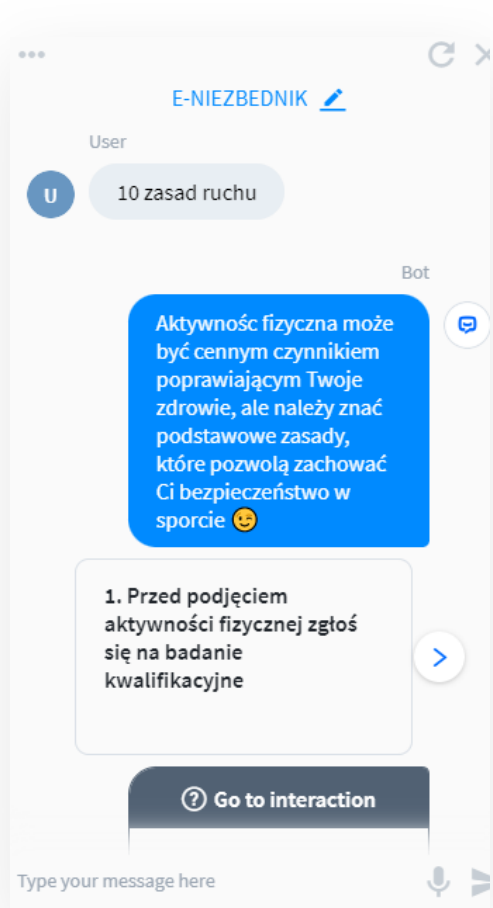 E-NIEZBEDNIK
User
U
10 zasad ruchu
Bot
Aktywnośc fizyczna może
być cennym czynnikiem
poprawiającym Twoje
zdrowie, ale należy znać
podstawowe zasady,
które pozwolą zachować
Ci bezpieczeństwo w
sporcie 😉
1. Przed podjęciem
aktywności fizycznej zgłoś
się na badanie
kwalifikacyjne
Go to interaction
Type your message here